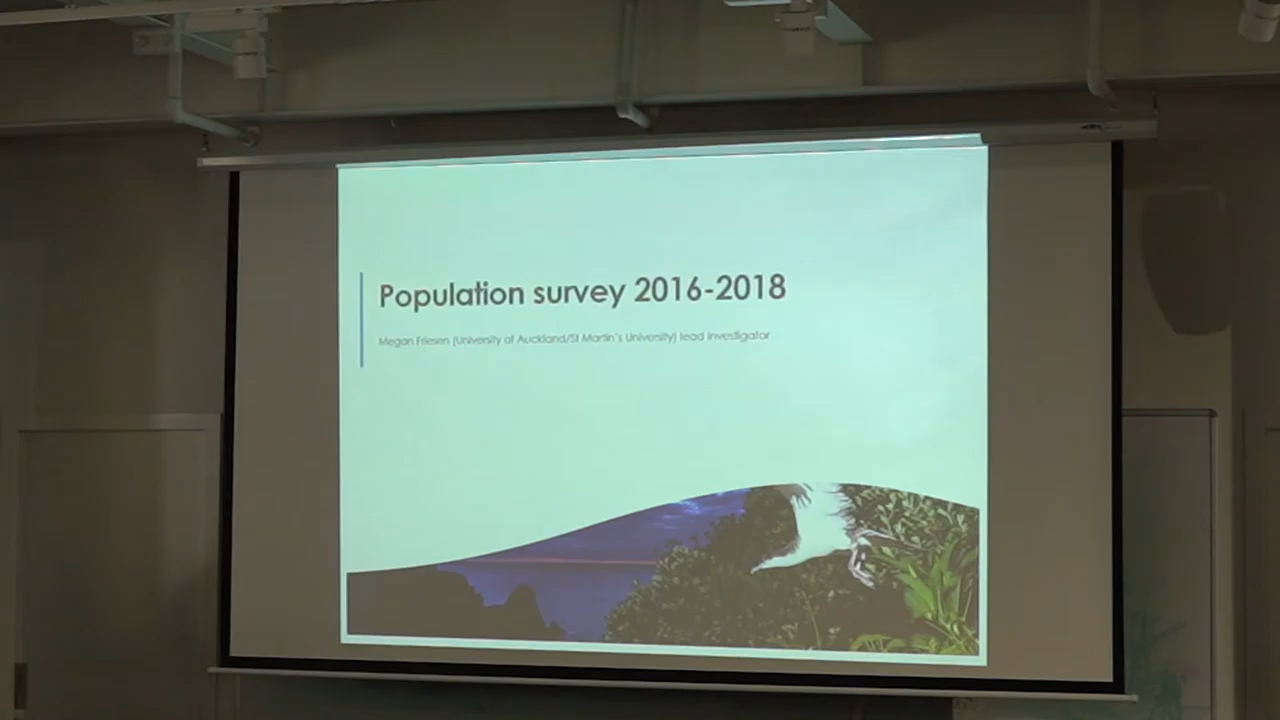 Population survey 2016-2018
Megan Friesen (University of Auckland/St Martin's University) lead investigator